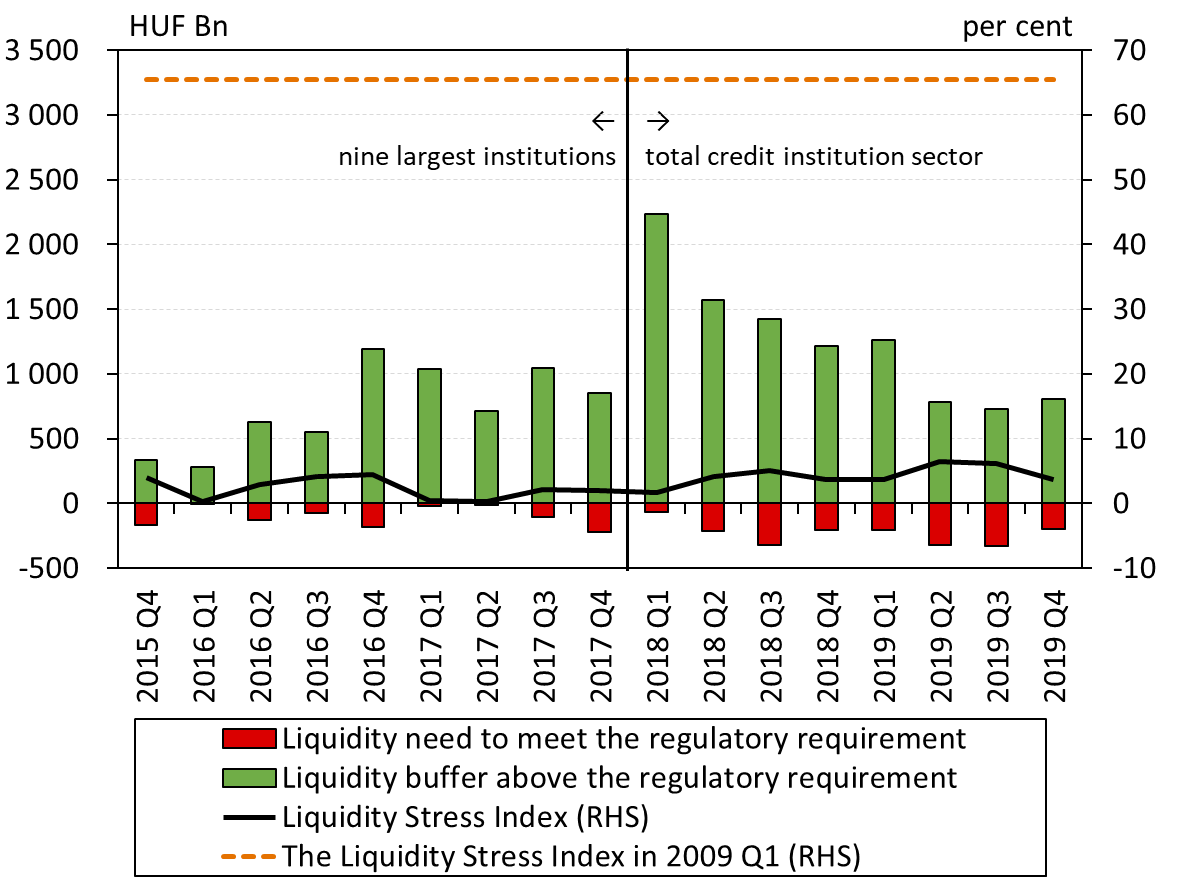 HUF Bn
per cent
3 500
3 000
2 500
2 000
1 500
1 000
500
0
-500
70
60
50
40
30
20
10
0
-10
← →
nine largest institutions
total credit institution sector
2015 Q4
2016 Q1
2016 Q2
2016 Q3
2016 Q4
2017 Q1
2017 Q2
2017 Q3
2017 Q4
2018 Q1
2018 Q2
2018 Q3
2018 Q4
2019 Q1
2019 Q2
2019 Q3
2019 Q4
Liquidity need to meet the regulatory requirement
Liquidity buffer above the regulatory requirement
Liquidity Stress Index (RHS)
The Liquidity Stress Index in 2009 Q1 (RHS)